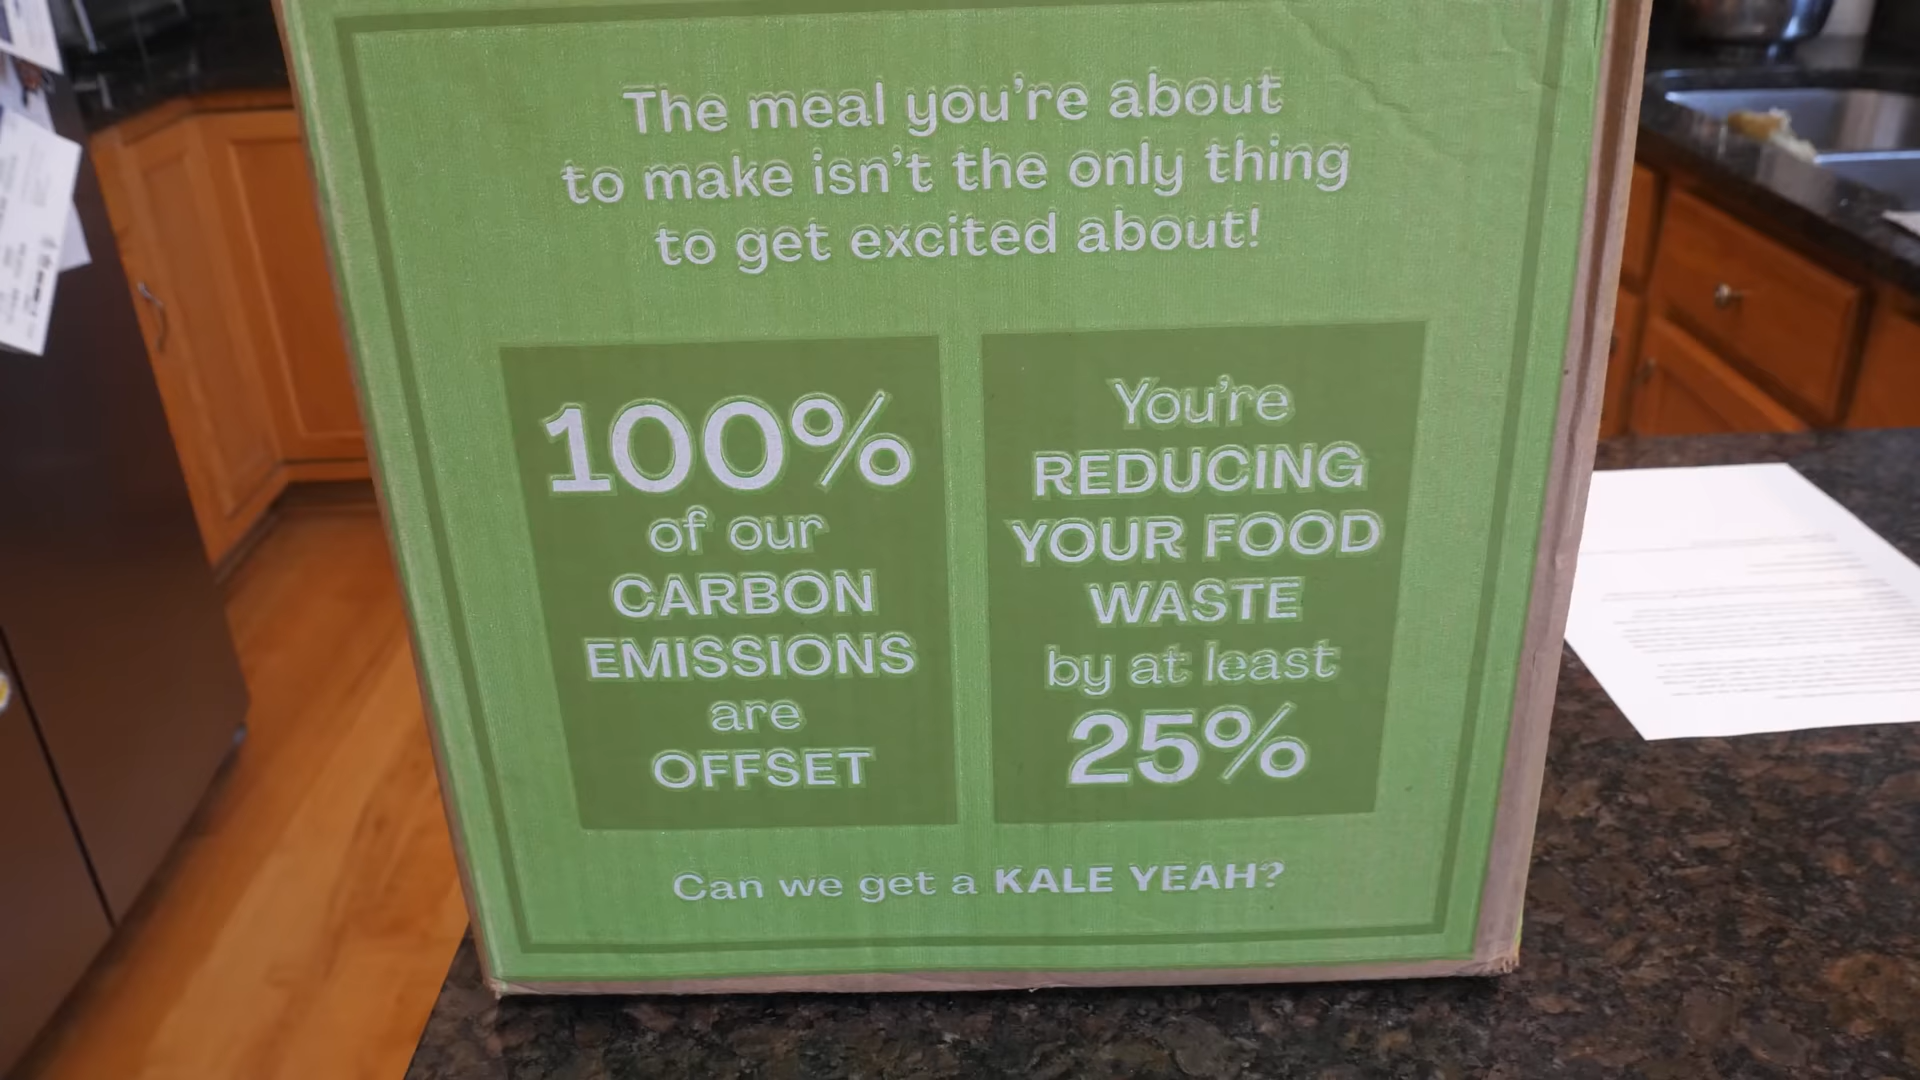 The meal you're about
to make isn't the only thing
to get excited about!
100%
of our
CARBON
EMISSIONS
are
OFFSET
You're
REDUCING
YOUR FOOD
WASTE
by at least
25%
Can we get a KALE YEAH?